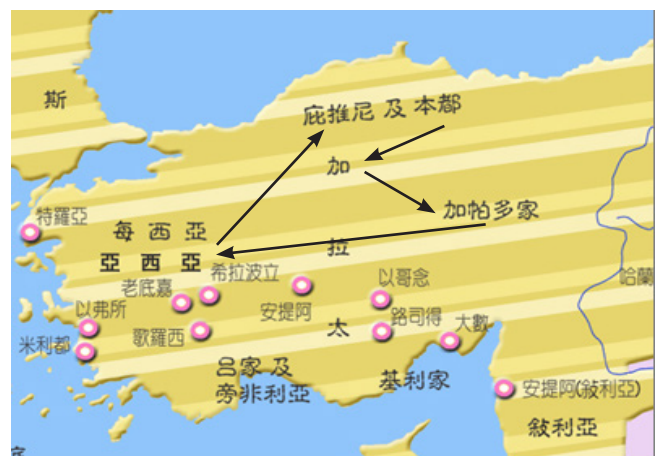 斯
庇推尼 及 本都
加
加帕多家
特羅亞
每 西 亞
亞 西 亞
拉
哈蘭
希拉波立
老底嘉
以哥念
以弗所
安提阿
歌羅西
太
路司得
大數
米利都
呂家 及
旁非利亞
基利家
安提阿(敍利亞)
敍利亞